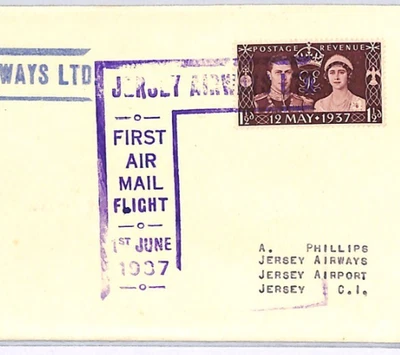 WAYS LTD
JERSEY AIRW
FIRST
AIR
MAIL
FLIGHT
1ST JUNE
1937
POSTAGE REVENUE
1½D 12 MAY · 1937 1½D
A. PHILLIPS
JERSEY AIRWAYS
JERSEY AIRPORT
JERSEY C.I.